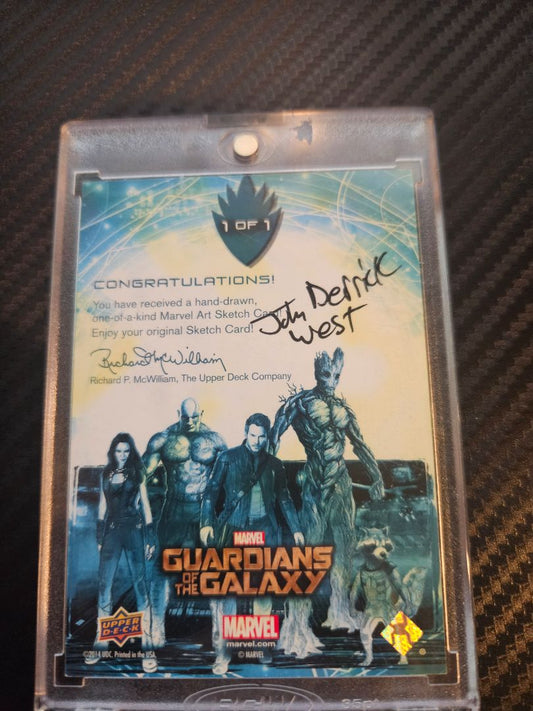 1 OF 1
CONGRATULATIONS!
You have received a hand-drawn,
one-of-a-kind Marvel Art Sketch Card!
Enjoy your original Sketch Card!
John Derrick
West
Richard McWilliam
Richard P. McWilliam, The Upper Deck Company
MARVEL
GUARDIANS
OF THE GALAXY
UPPER
DECK
MARVEL
marvel.com
©2014 UDC. Printed in the USA.
© MARVEL
®